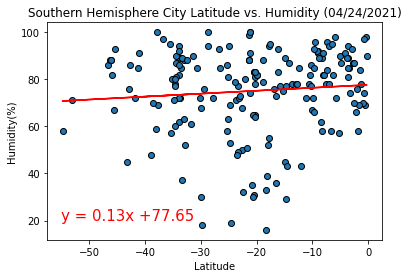 Southern Hemisphere City Latitude vs. Humidity (04/24/2021)
100
80
60
40
20
Humidity(%)
y = 0.13x +77.65
−50
−40
−30
−20
−10
0
Latitude